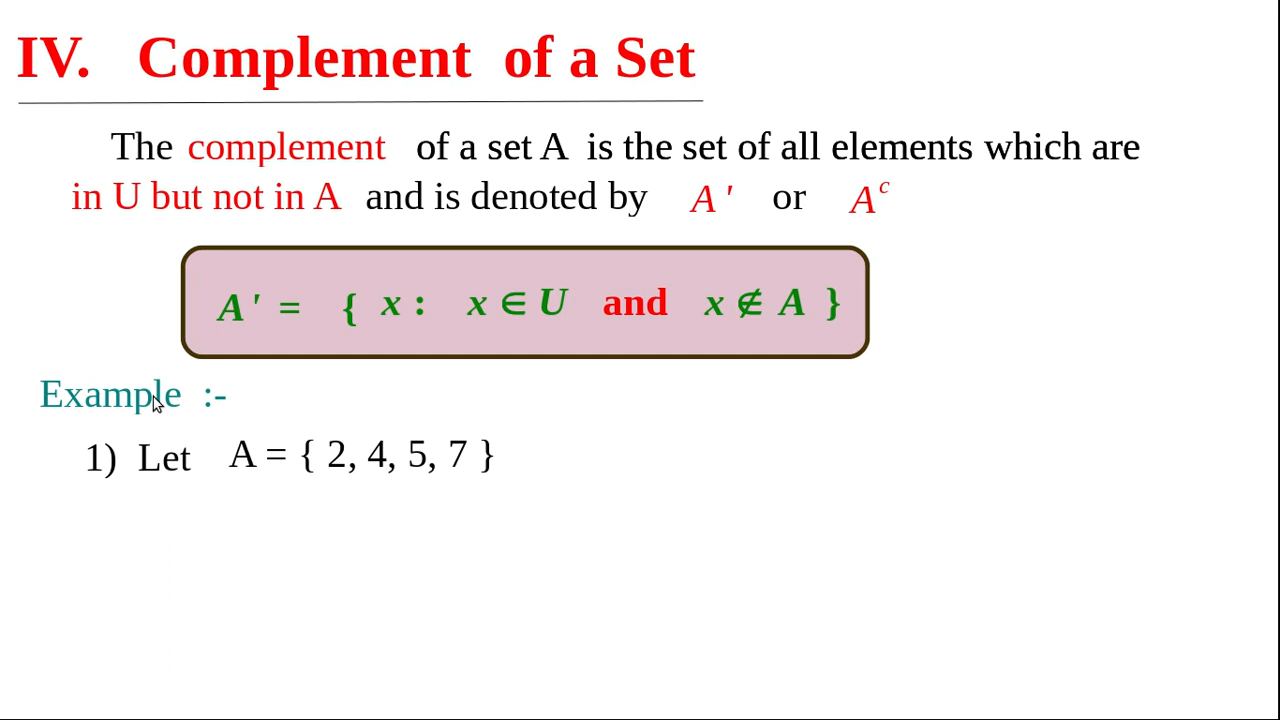 IV. Complement of a Set
The complement of a set A is the set of all elements which are
in U but not in A and is denoted by A ' or Aᶜ
A' = { x : x ∈ U and x ∉ A }
Example :-
1) Let A = { 2, 4, 5, 7 }